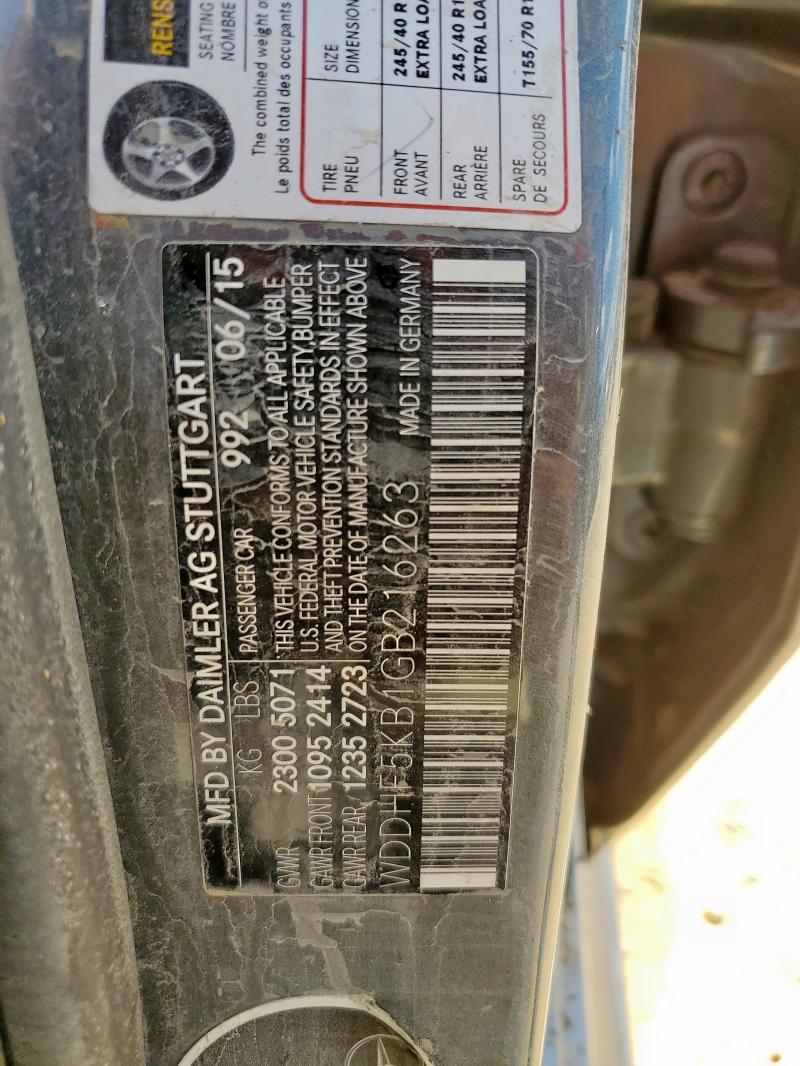 RENS
SEATING
NOMBRE
The combined weight o
Le poids total des occupants
TIRE SIZE
PNEU DIMENSION
FRONT 245/40 R1
AVANT EXTRA LOA
REAR 245/40 R1
ARRIÈRE EXTRA LOA
SPARE T155/70 R1
DE SECOURS
MFD BY DAIMLER AG STUTTGART
KG LBS 992 06/15
GVWR 2300 5071
GAWR FRONT 1095 2414
GAWR REAR 1235 2723
PASSENGER CAR
THIS VEHICLE CONFORMS TO ALL APPLICABLE
U.S. FEDERAL MOTOR VEHICLE SAFETY,BUMPER
AND THEFT PREVENTION STANDARDS IN EFFECT
ON THE DATE OF MANUFACTURE SHOWN ABOVE
WDDHF5KB1GB216263 MADE IN GERMANY